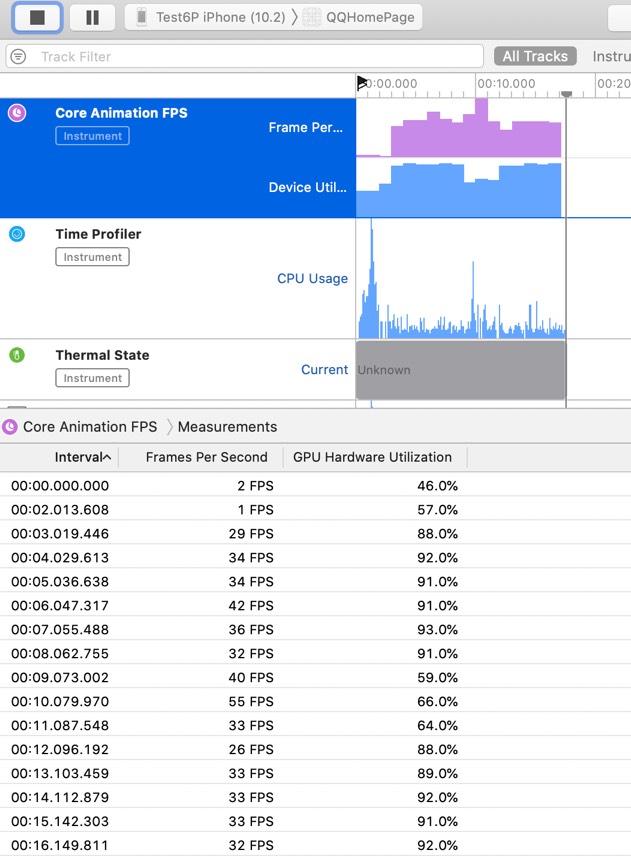 Test6P iPhone (10.2) 〉 QQHomePage
Track Filter
All Tracks Instru
00:00.000 00:10.000 00:20
Core Animation FPS
Instrument
Frame Per...
Device Util...
Time Profiler
Instrument
CPU Usage
Thermal State
Instrument
Current Unknown
Core Animation FPS 〉 Measurements
Interval Frames Per Second GPU Hardware Utilization
00:00.000.000 2 FPS 46.0%
00:02.013.608 1 FPS 57.0%
00:03.019.446 29 FPS 88.0%
00:04.029.613 34 FPS 92.0%
00:05.036.638 34 FPS 91.0%
00:06.047.317 42 FPS 91.0%
00:07.055.488 36 FPS 93.0%
00:08.062.755 32 FPS 91.0%
00:09.073.002 40 FPS 59.0%
00:10.079.970 55 FPS 66.0%
00:11.087.548 33 FPS 64.0%
00:12.096.192 26 FPS 88.0%
00:13.103.459 33 FPS 89.0%
00:14.112.879 33 FPS 92.0%
00:15.142.303 33 FPS 91.0%
00:16.149.811 32 FPS 92.0%